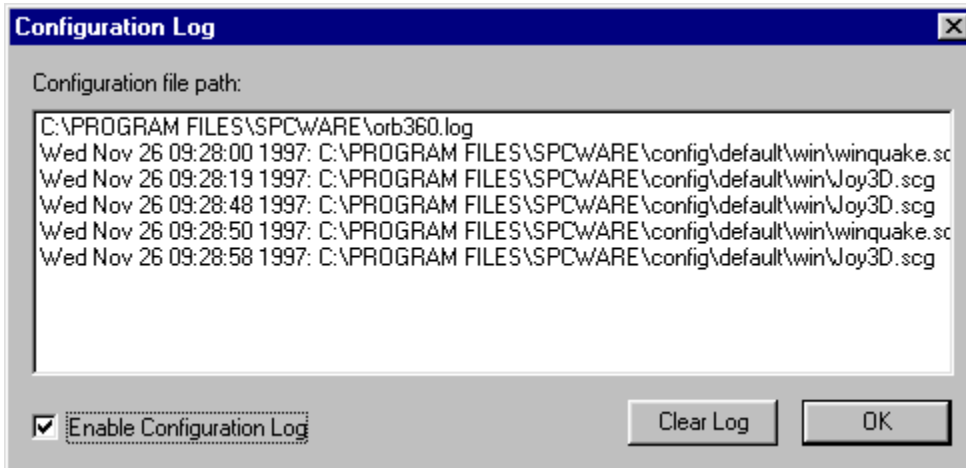 Configuration Log
Configuration file path:
C:\PROGRAM FILES\SPCWARE\orb360.log
Wed Nov 26 09:28:00 1997: C:\PROGRAM FILES\SPCWARE\config\default\win\winquake.sc
Wed Nov 26 09:28:19 1997: C:\PROGRAM FILES\SPCWARE\config\default\win\Joy3D.scg
Wed Nov 26 09:28:48 1997: C:\PROGRAM FILES\SPCWARE\config\default\win\Joy3D.scg
Wed Nov 26 09:28:50 1997: C:\PROGRAM FILES\SPCWARE\config\default\win\winquake.sc
Wed Nov 26 09:28:58 1997: C:\PROGRAM FILES\SPCWARE\config\default\win\Joy3D.scg
Enable Configuration Log
Clear Log
OK